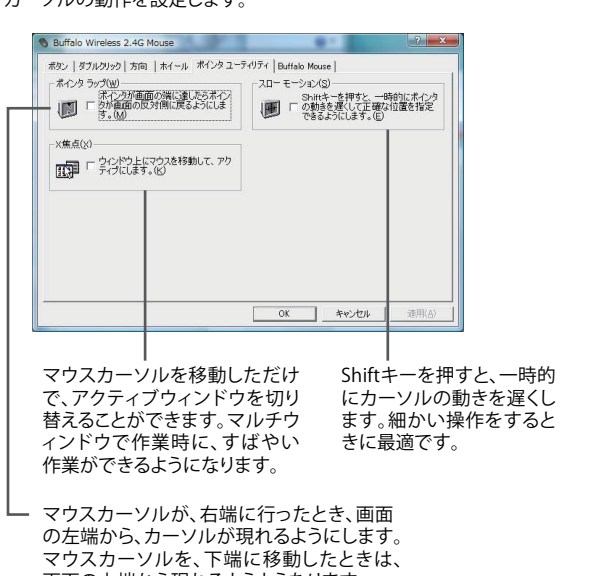 カーソルの動作を設定します。
Buffalo Wireless 2.4G Mouse
ボタン
ダブルクリック
方向
ホイール
ポインタ ユーティリティ
Buffalo Mouse
ポインタ ラップ(W)
ポインタが画面の端に達したらポイン
タが画面の反対側に戻るようにしま
す。(M)
スロー モーション(S)
Shiftキーを押すと、一時的にポインタ
の動きを遅くして正確な位置を指定
できるようにします。(E)
X焦点(X)
ウィンドウ上にマウスを移動して、アク
ティブにします。(K)
OK
キャンセル
適用(A)
マウスカーソルを移動しただけ
で、アクティブウィンドウを切り
替えることができます。マルチウ
ィンドウで作業時に、すばやい
作業ができるようになります。
Shiftキーを押すと、一時的
にカーソルの動きを遅くし
ます。細かい操作をすると
きに最適です。
マウスカーソルが、右端に行ったとき、画面
の左端から、カーソルが現れるようにします。
マウスカーソルを、下端に移動したときは、